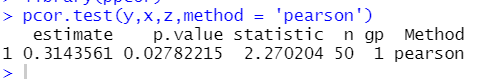 > pcor.test(y,x,z,method = 'pearson')
estimate p.value statistic n gp Method
1 0.3143561 0.02782215 2.270204 50 1 pearson
>